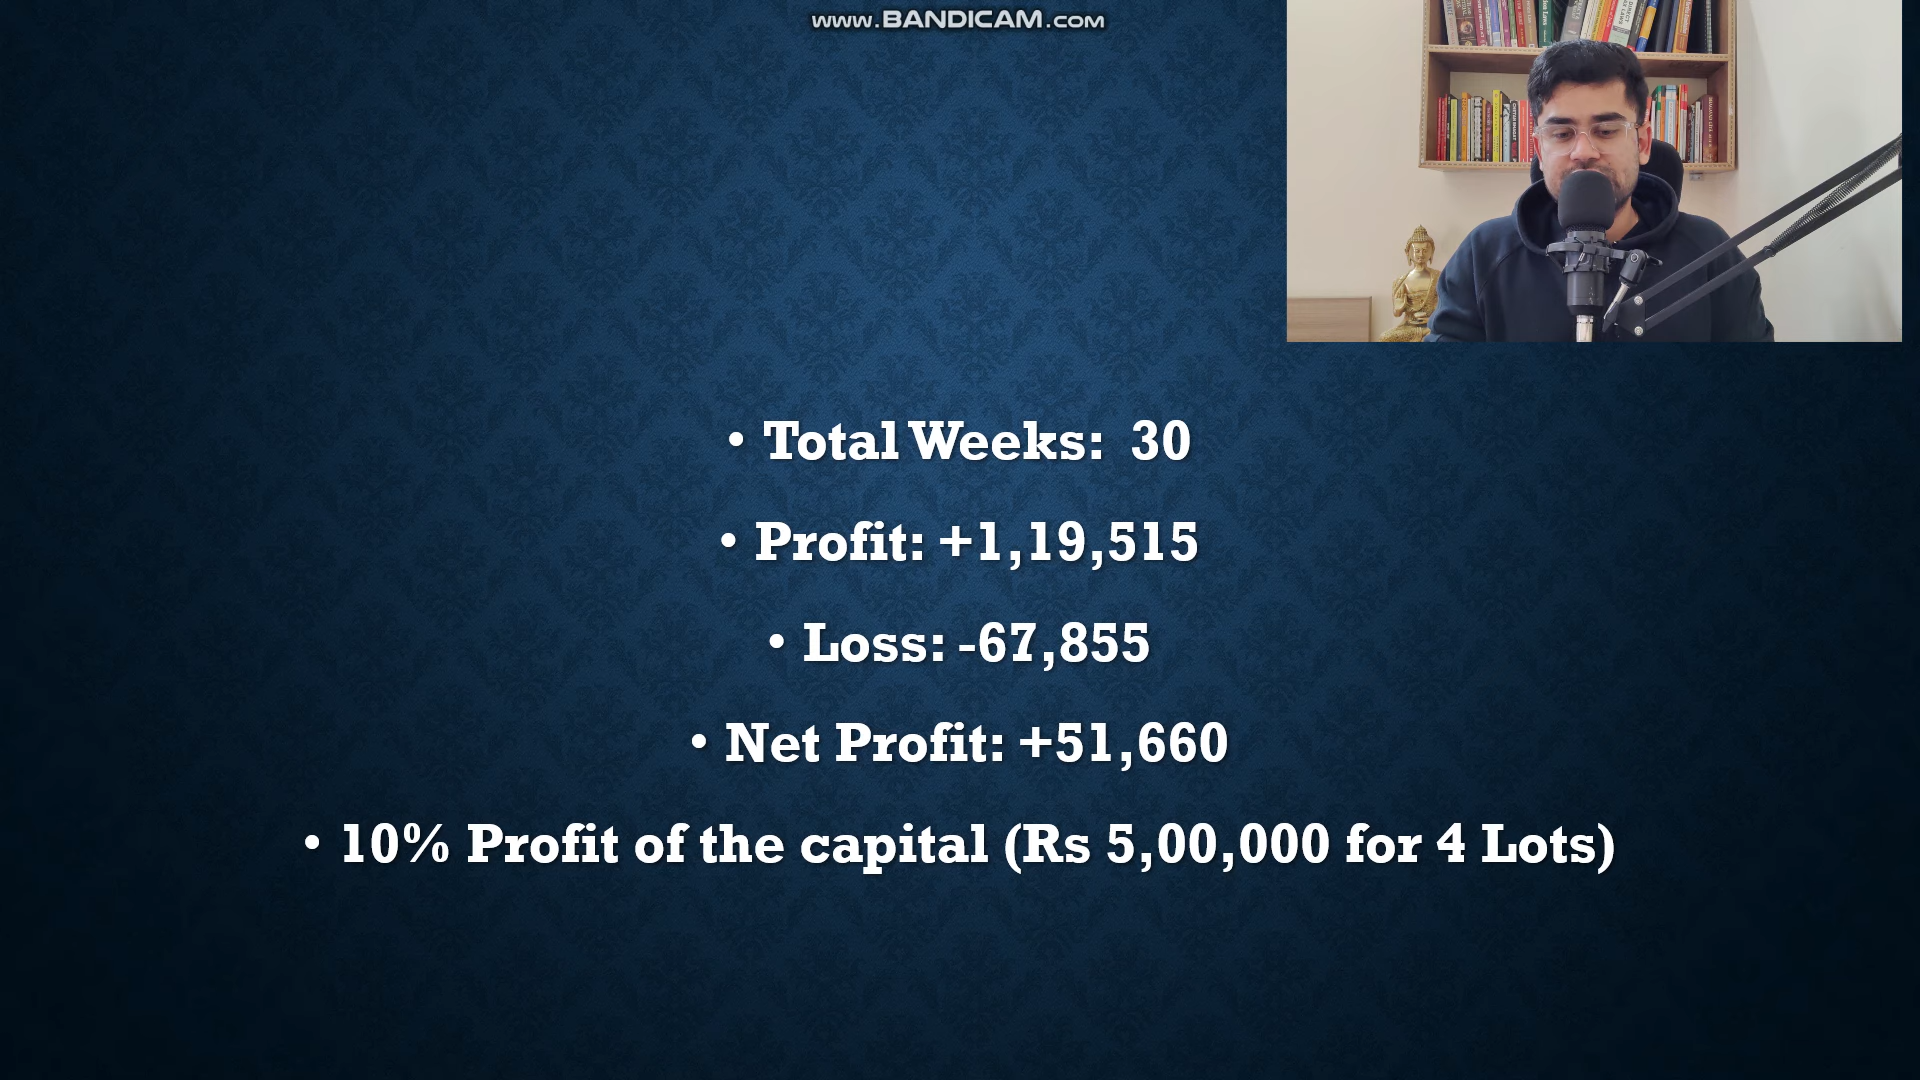 www.BANDICAM.com
• Total Weeks: 30
• Profit: +1,19,515
• Loss: -67,855
• Net Profit: +51,660
• 10% Profit of the capital (Rs 5,00,000 for 4 Lots)